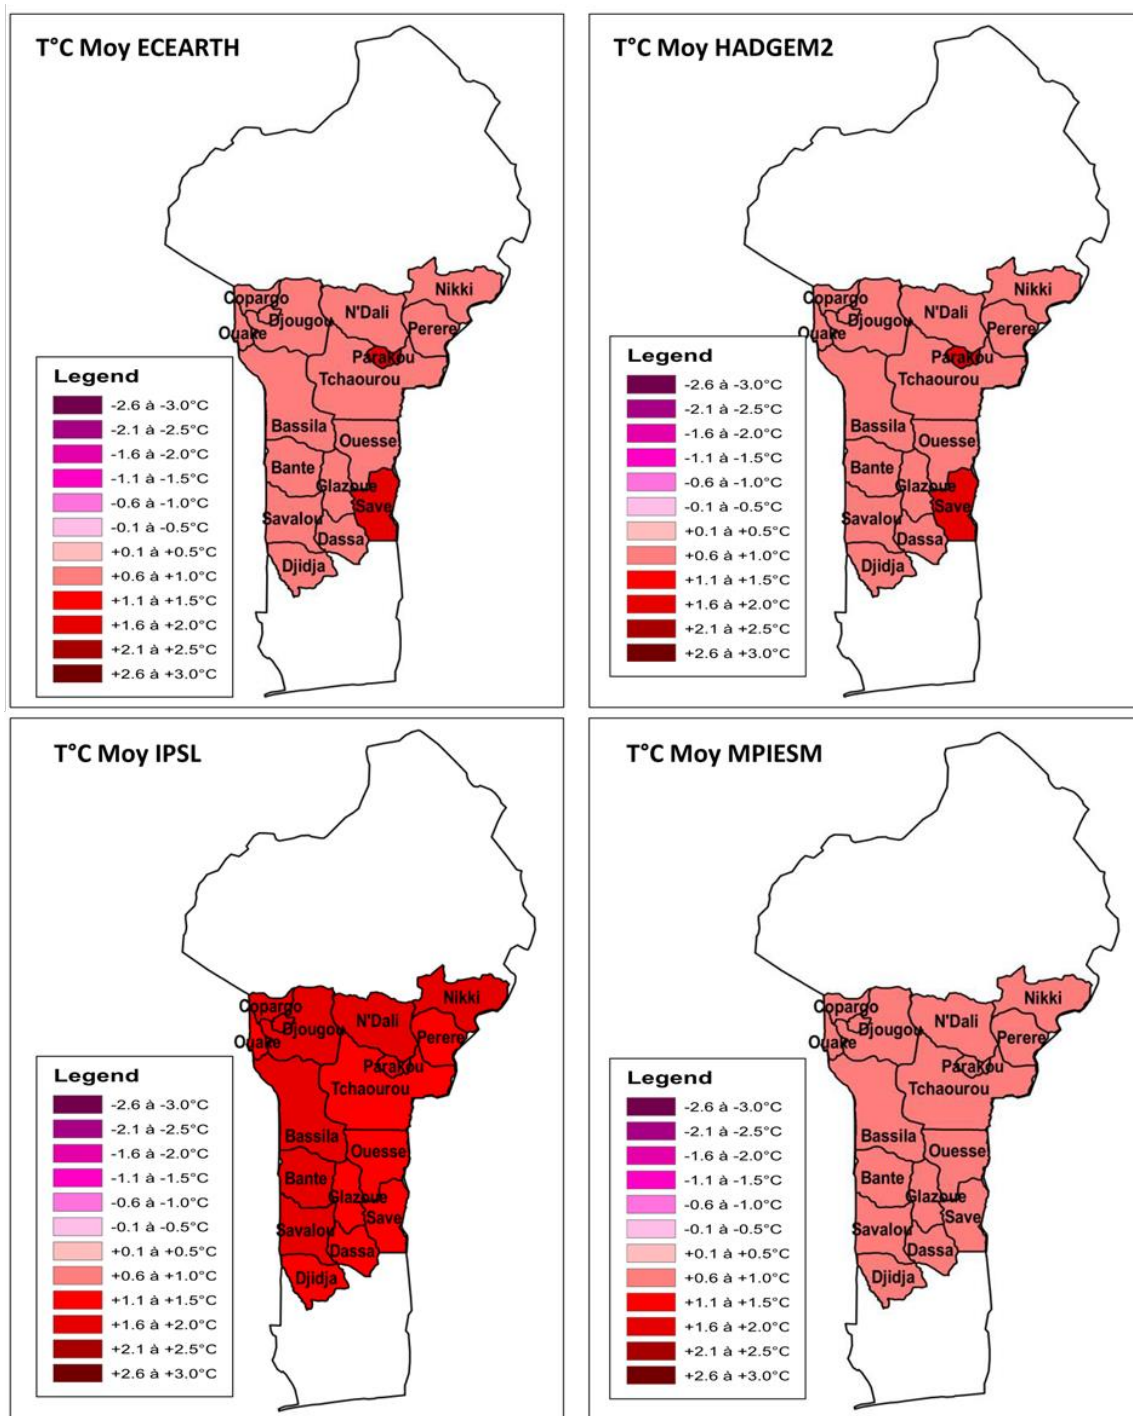 T°C Moy ECEARTH
Nikki
Copargo
N'Dali
Djougou
Perere
Ouake
Parakou
Tchaourou
Bassila
Ouesse
Bante
Glazoue
Save
Savalou
Dassa
Djidja
Legend
-2.6 à -3.0°C
-2.1 à -2.5°C
-1.6 à -2.0°C
-1.1 à -1.5°C
-0.6 à -1.0°C
-0.1 à -0.5°C
+0.1 à +0.5°C
+0.6 à +1.0°C
+1.1 à +1.5°C
+1.6 à +2.0°C
+2.1 à +2.5°C
+2.6 à +3.0°C
T°C Moy HADGEM2
Nikki
Copargo
N'Dali
Djougou
Perere
Ouake
Parakou
Tchaourou
Bassila
Ouesse
Bante
Glazoue
Save
Savalou
Dassa
Djidja
Legend
-2.6 à -3.0°C
-2.1 à -2.5°C
-1.6 à -2.0°C
-1.1 à -1.5°C
-0.6 à -1.0°C
-0.1 à -0.5°C
+0.1 à +0.5°C
+0.6 à +1.0°C
+1.1 à +1.5°C
+1.6 à +2.0°C
+2.1 à +2.5°C
+2.6 à +3.0°C
T°C Moy IPSL
Nikki
Copargo
N'Dali
Djougou
Perere
Ouake
Parakou
Tchaourou
Bassila
Ouesse
Bante
Glazoue
Save
Savalou
Dassa
Djidja
Legend
-2.6 à -3.0°C
-2.1 à -2.5°C
-1.6 à -2.0°C
-1.1 à -1.5°C
-0.6 à -1.0°C
-0.1 à -0.5°C
+0.1 à +0.5°C
+0.6 à +1.0°C
+1.1 à +1.5°C
+1.6 à +2.0°C
+2.1 à +2.5°C
+2.6 à +3.0°C
T°C Moy MPIESM
Nikki
Copargo
N'Dali
Djougou
Perere
Ouake
Parakou
Tchaourou
Bassila
Ouesse
Bante
Glazoue
Save
Savalou
Dassa
Djidja
Legend
-2.6 à -3.0°C
-2.1 à -2.5°C
-1.6 à -2.0°C
-1.1 à -1.5°C
-0.6 à -1.0°C
-0.1 à -0.5°C
+0.1 à +0.5°C
+0.6 à +1.0°C
+1.1 à +1.5°C
+1.6 à +2.0°C
+2.1 à +2.5°C
+2.6 à +3.0°C